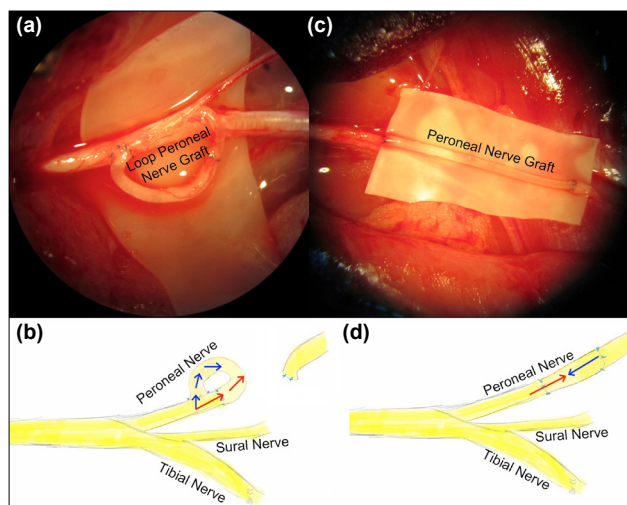 (a)
Loop Peroneal
Nerve Graft
(c)
Peroneal Nerve Graft
(b)
Peroneal Nerve
Sural Nerve
Tibial Nerve
(d)
Peroneal Nerve
Sural Nerve
Tibial Nerve